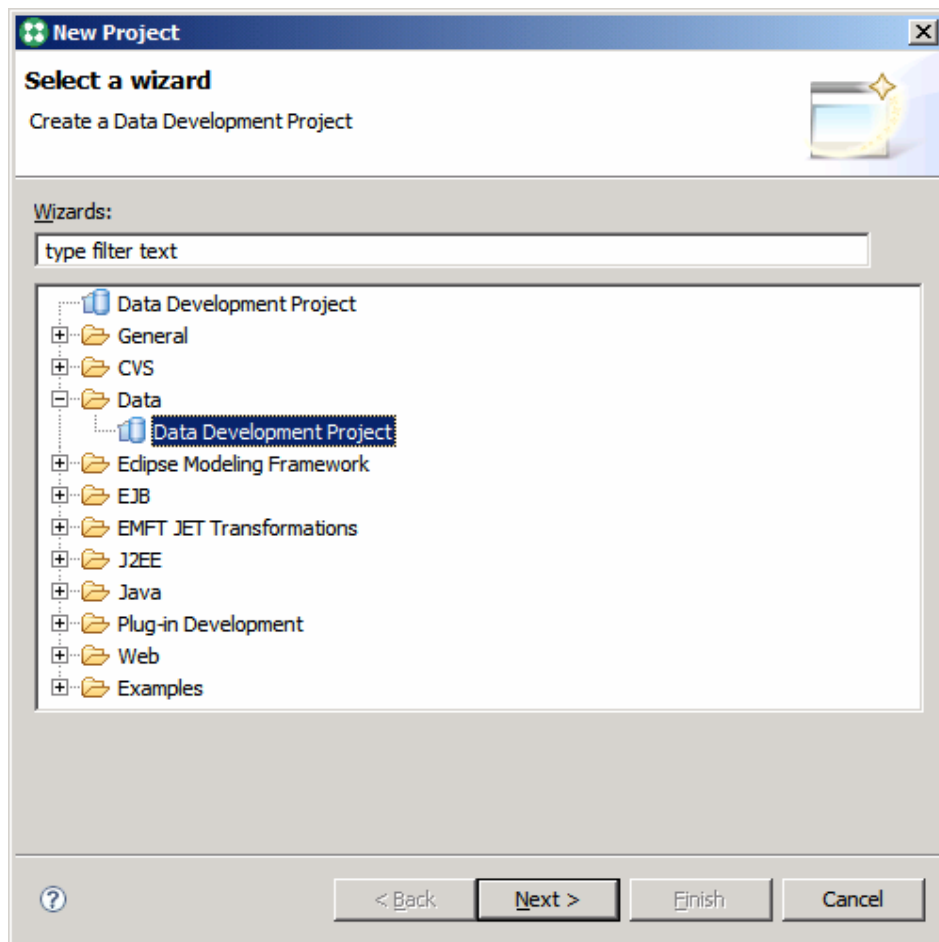 New Project
Select a wizard
Create a Data Development Project
Wizards:
type filter text
Data Development Project
General
CVS
Data
Data Development Project
Eclipse Modeling Framework
EJB
EMFT JET Transformations
J2EE
Java
Plug-in Development
Web
Examples
< Back Next > Finish Cancel